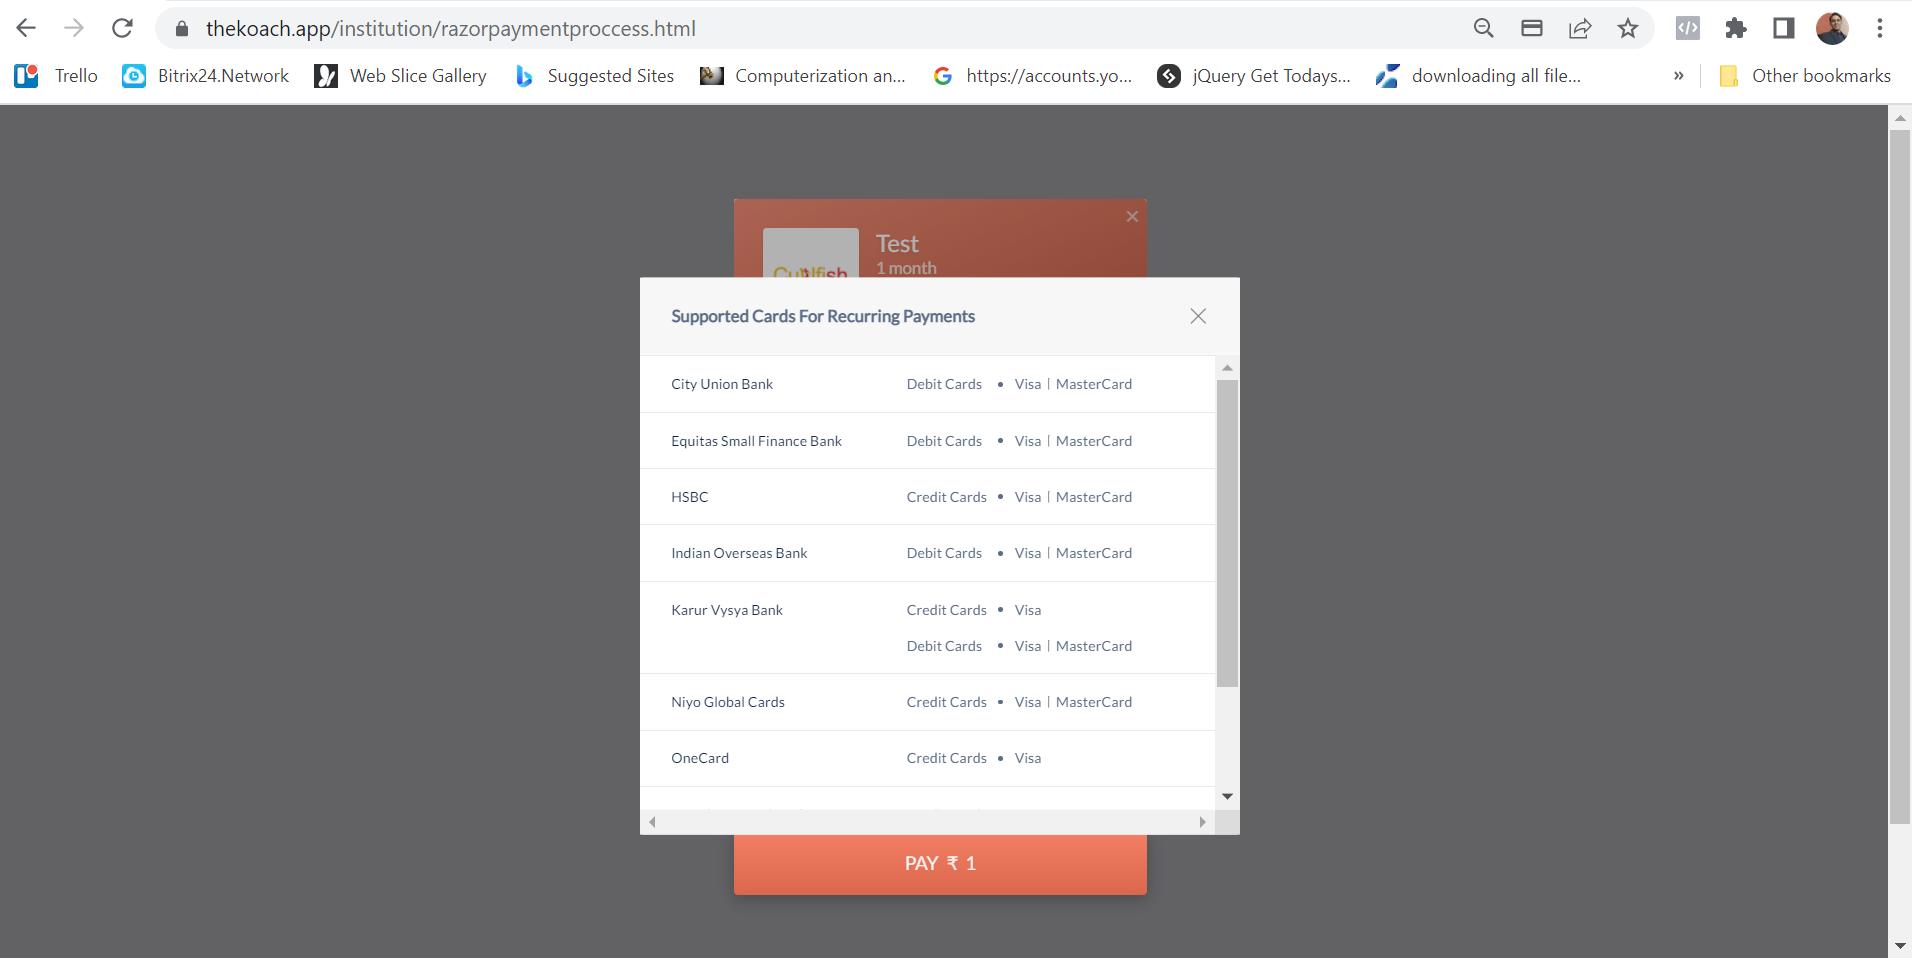 thekoach.app/institution/razorpaymentproccess.html
Trello Bitrix24.Network Web Slice Gallery Suggested Sites Computerization an... https://accounts.yo... jQuery Get Todays... downloading all file... » Other bookmarks
Test
1 month
Supported Cards For Recurring Payments
City Union Bank Debit Cards • Visa | MasterCard
Equitas Small Finance Bank Debit Cards • Visa | MasterCard
HSBC Credit Cards • Visa | MasterCard
Indian Overseas Bank Debit Cards • Visa | MasterCard
Karur Vysya Bank Credit Cards • Visa
Debit Cards • Visa | MasterCard
Niyo Global Cards Credit Cards • Visa | MasterCard
OneCard Credit Cards • Visa
PAY ₹ 1